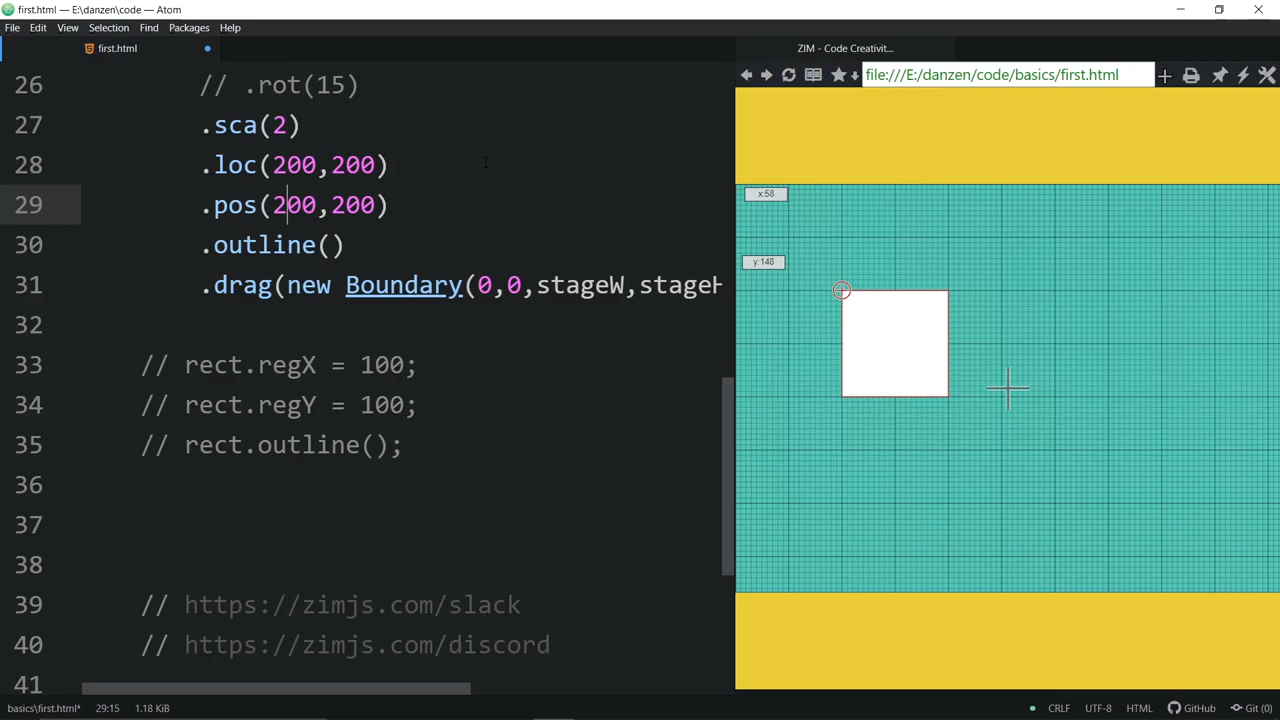 first.html — E:\danzen\code — Atom
File Edit View Selection Find Packages Help
first.html
ZIM - Code Creativit...
file:///E:/danzen/code/basics/first.html
26 // .rot(15)
27 .sca(2)
28 .loc(200,200)
29 .pos(200,200)
30 .outline()
31 .drag(new Boundary(0,0,stageW,stageH
32
33 // rect.regX = 100;
34 // rect.regY = 100;
35 // rect.outline();
36
37
38
39 // https://zimjs.com/slack
40 // https://zimjs.com/discord
41
x:58
y:148
basics\first.html* 29:15 1.18 KiB CRLF UTF-8 HTML GitHub Git (0)